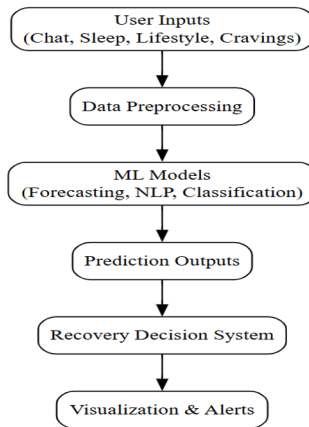 User Inputs
(Chat, Sleep, Lifestyle, Cravings)
Data Preprocessing
ML Models
(Forecasting, NLP, Classification)
Prediction Outputs
Recovery Decision System
Visualization & Alerts